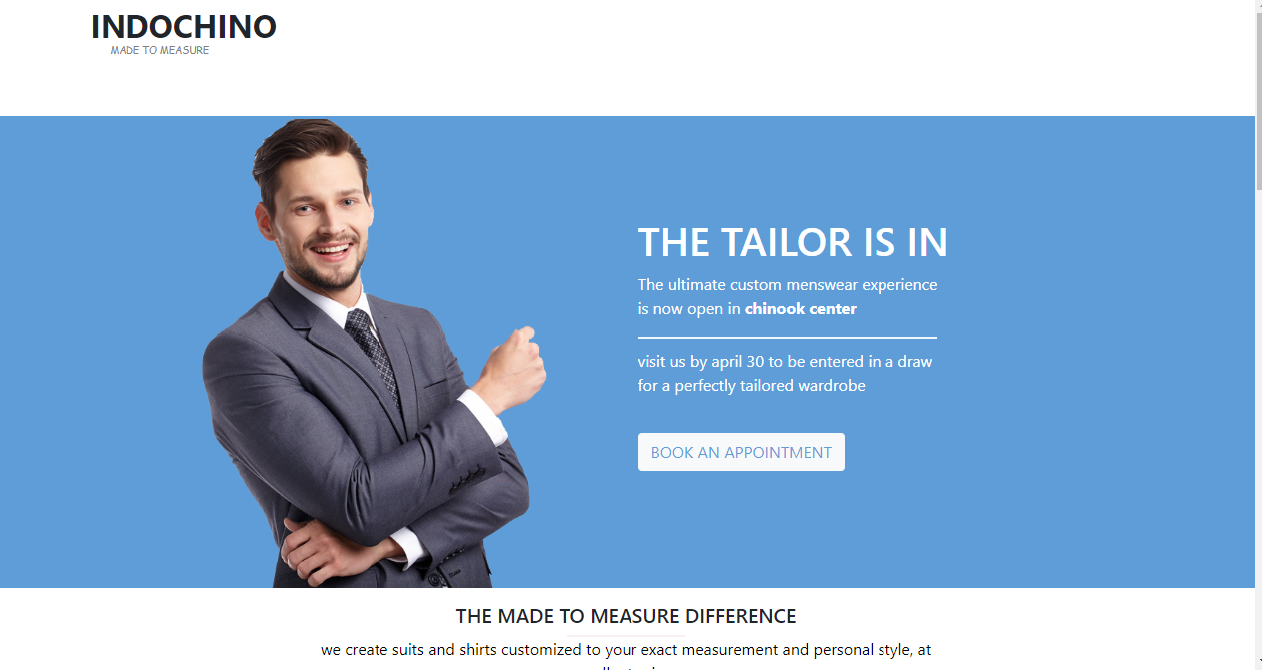 INDOCHINO
MADE TO MEASURE
THE TAILOR IS IN
The ultimate custom menswear experience
is now open in chinook center
visit us by april 30 to be entered in a draw
for a perfectly tailored wardrobe
BOOK AN APPOINTMENT
THE MADE TO MEASURE DIFFERENCE
we create suits and shirts customized to your exact measurement and personal style, at